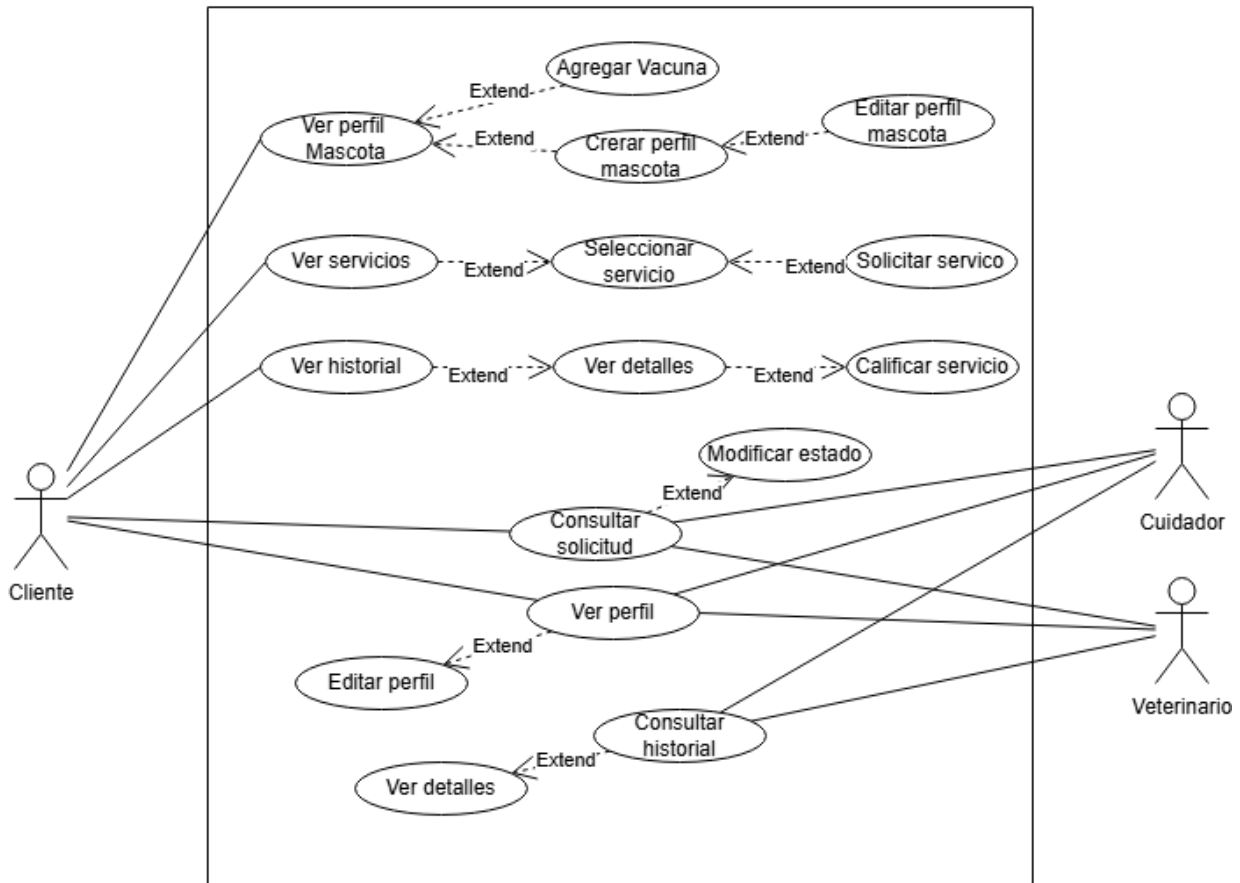 Agregar Vacuna
Extend
Ver perfil
Mascota
Extend
Crerar perfil
mascota
Extend
Editar perfil
mascota
Ver servicios
Extend
Seleccionar
servicio
Extend
Solicitar servico
Ver historial
Extend
Ver detalles
Extend
Calificar servicio
Modificar estado
Extend
Consultar
solicitud
Cliente
Cuidador
Ver perfil
Extend
Editar perfil
Veterinario
Consultar
historial
Extend
Ver detalles